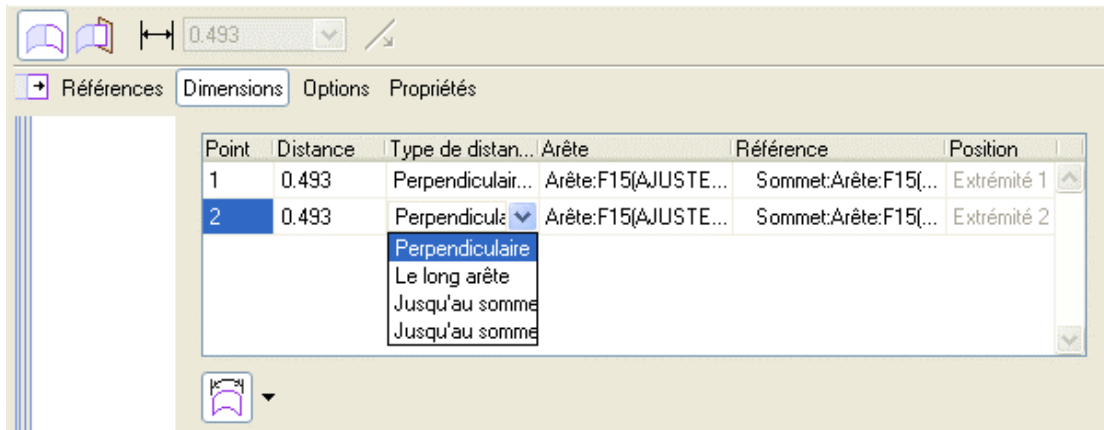 0.493
Références Dimensions Options Propriétés
Point Distance Type de distan... Arête Référence Position
1 0.493 Perpendiculair... Arête:F15(AJUSTE... Sommet:Arête:F15(... Extrémité 1
2 0.493 Perpendicula Arête:F15(AJUSTE... Sommet:Arête:F15(... Extrémité 2
Perpendiculaire
Le long arête
Jusqu'au somme
Jusqu'au somme